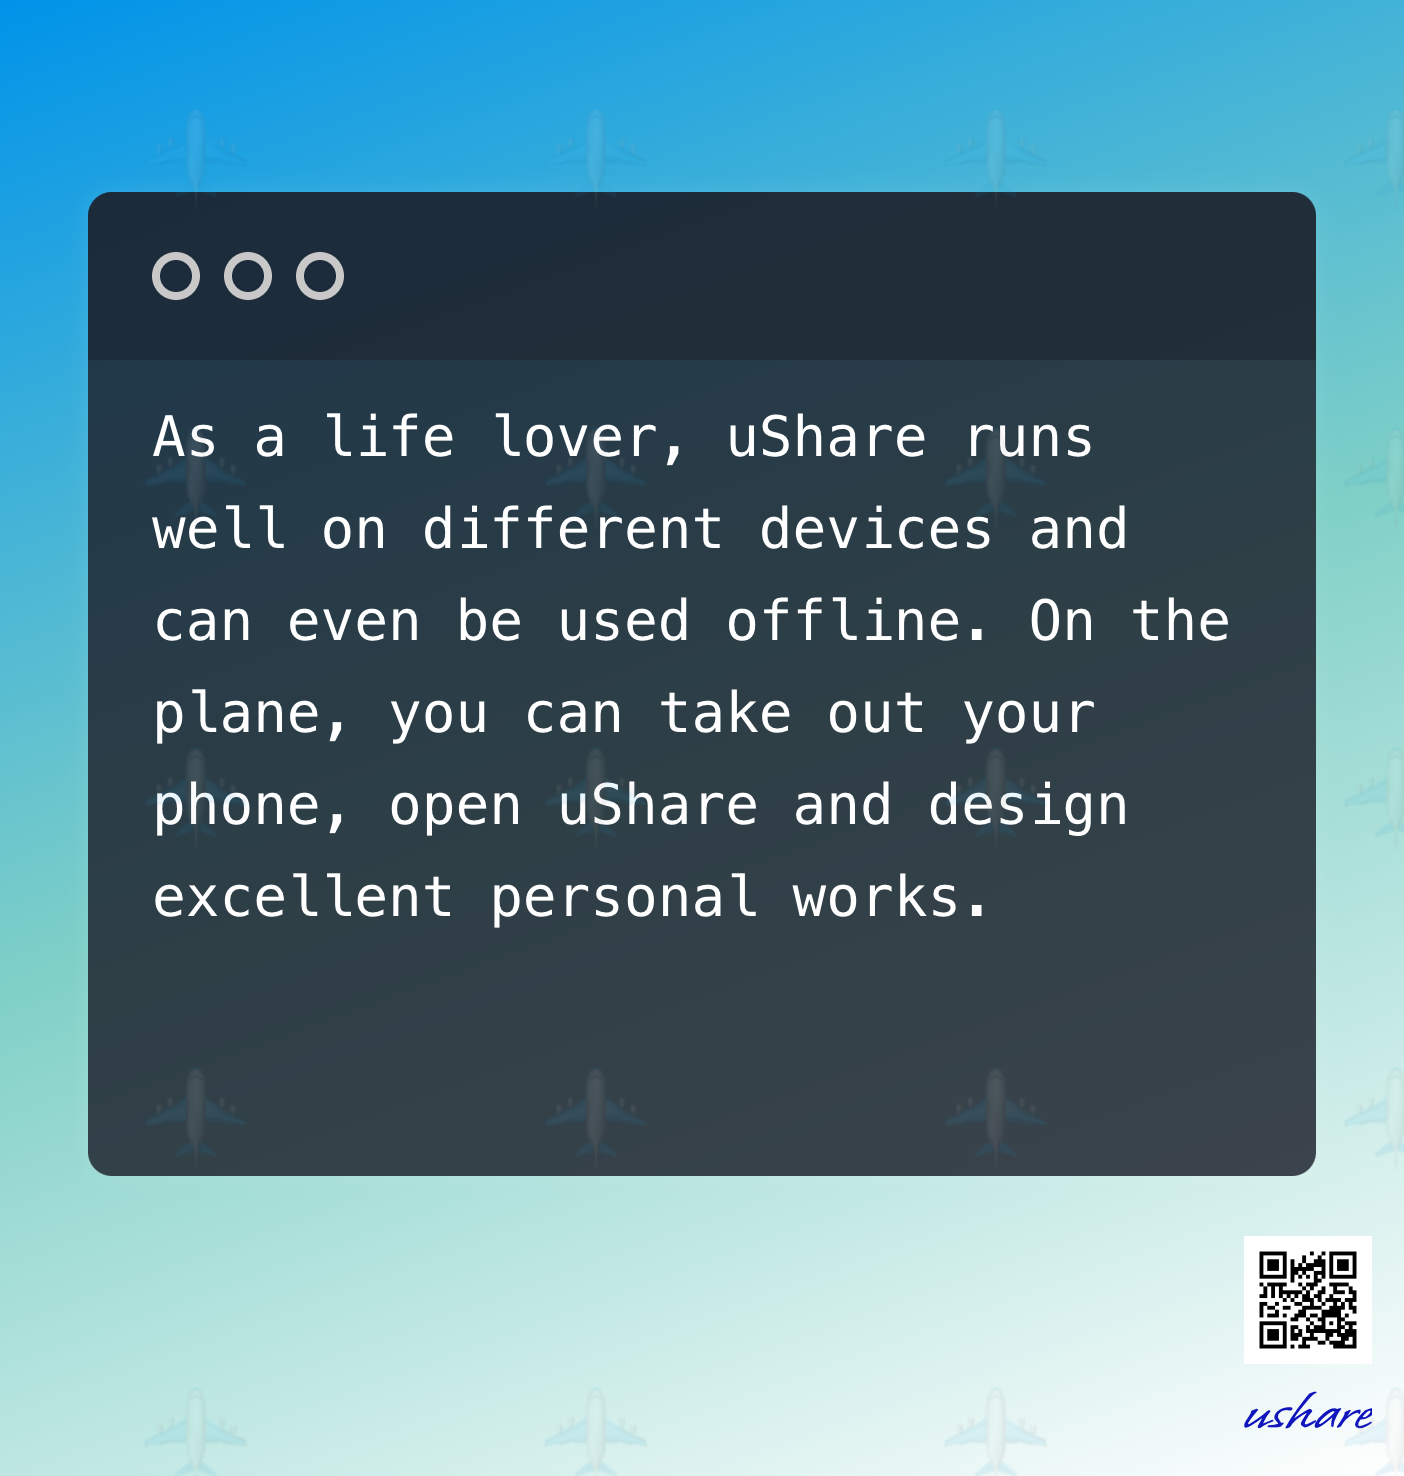 As a life lover, uShare runs
well on different devices and
can even be used offline. On the
plane, you can take out your
phone, open uShare and design
excellent personal works.
ushare